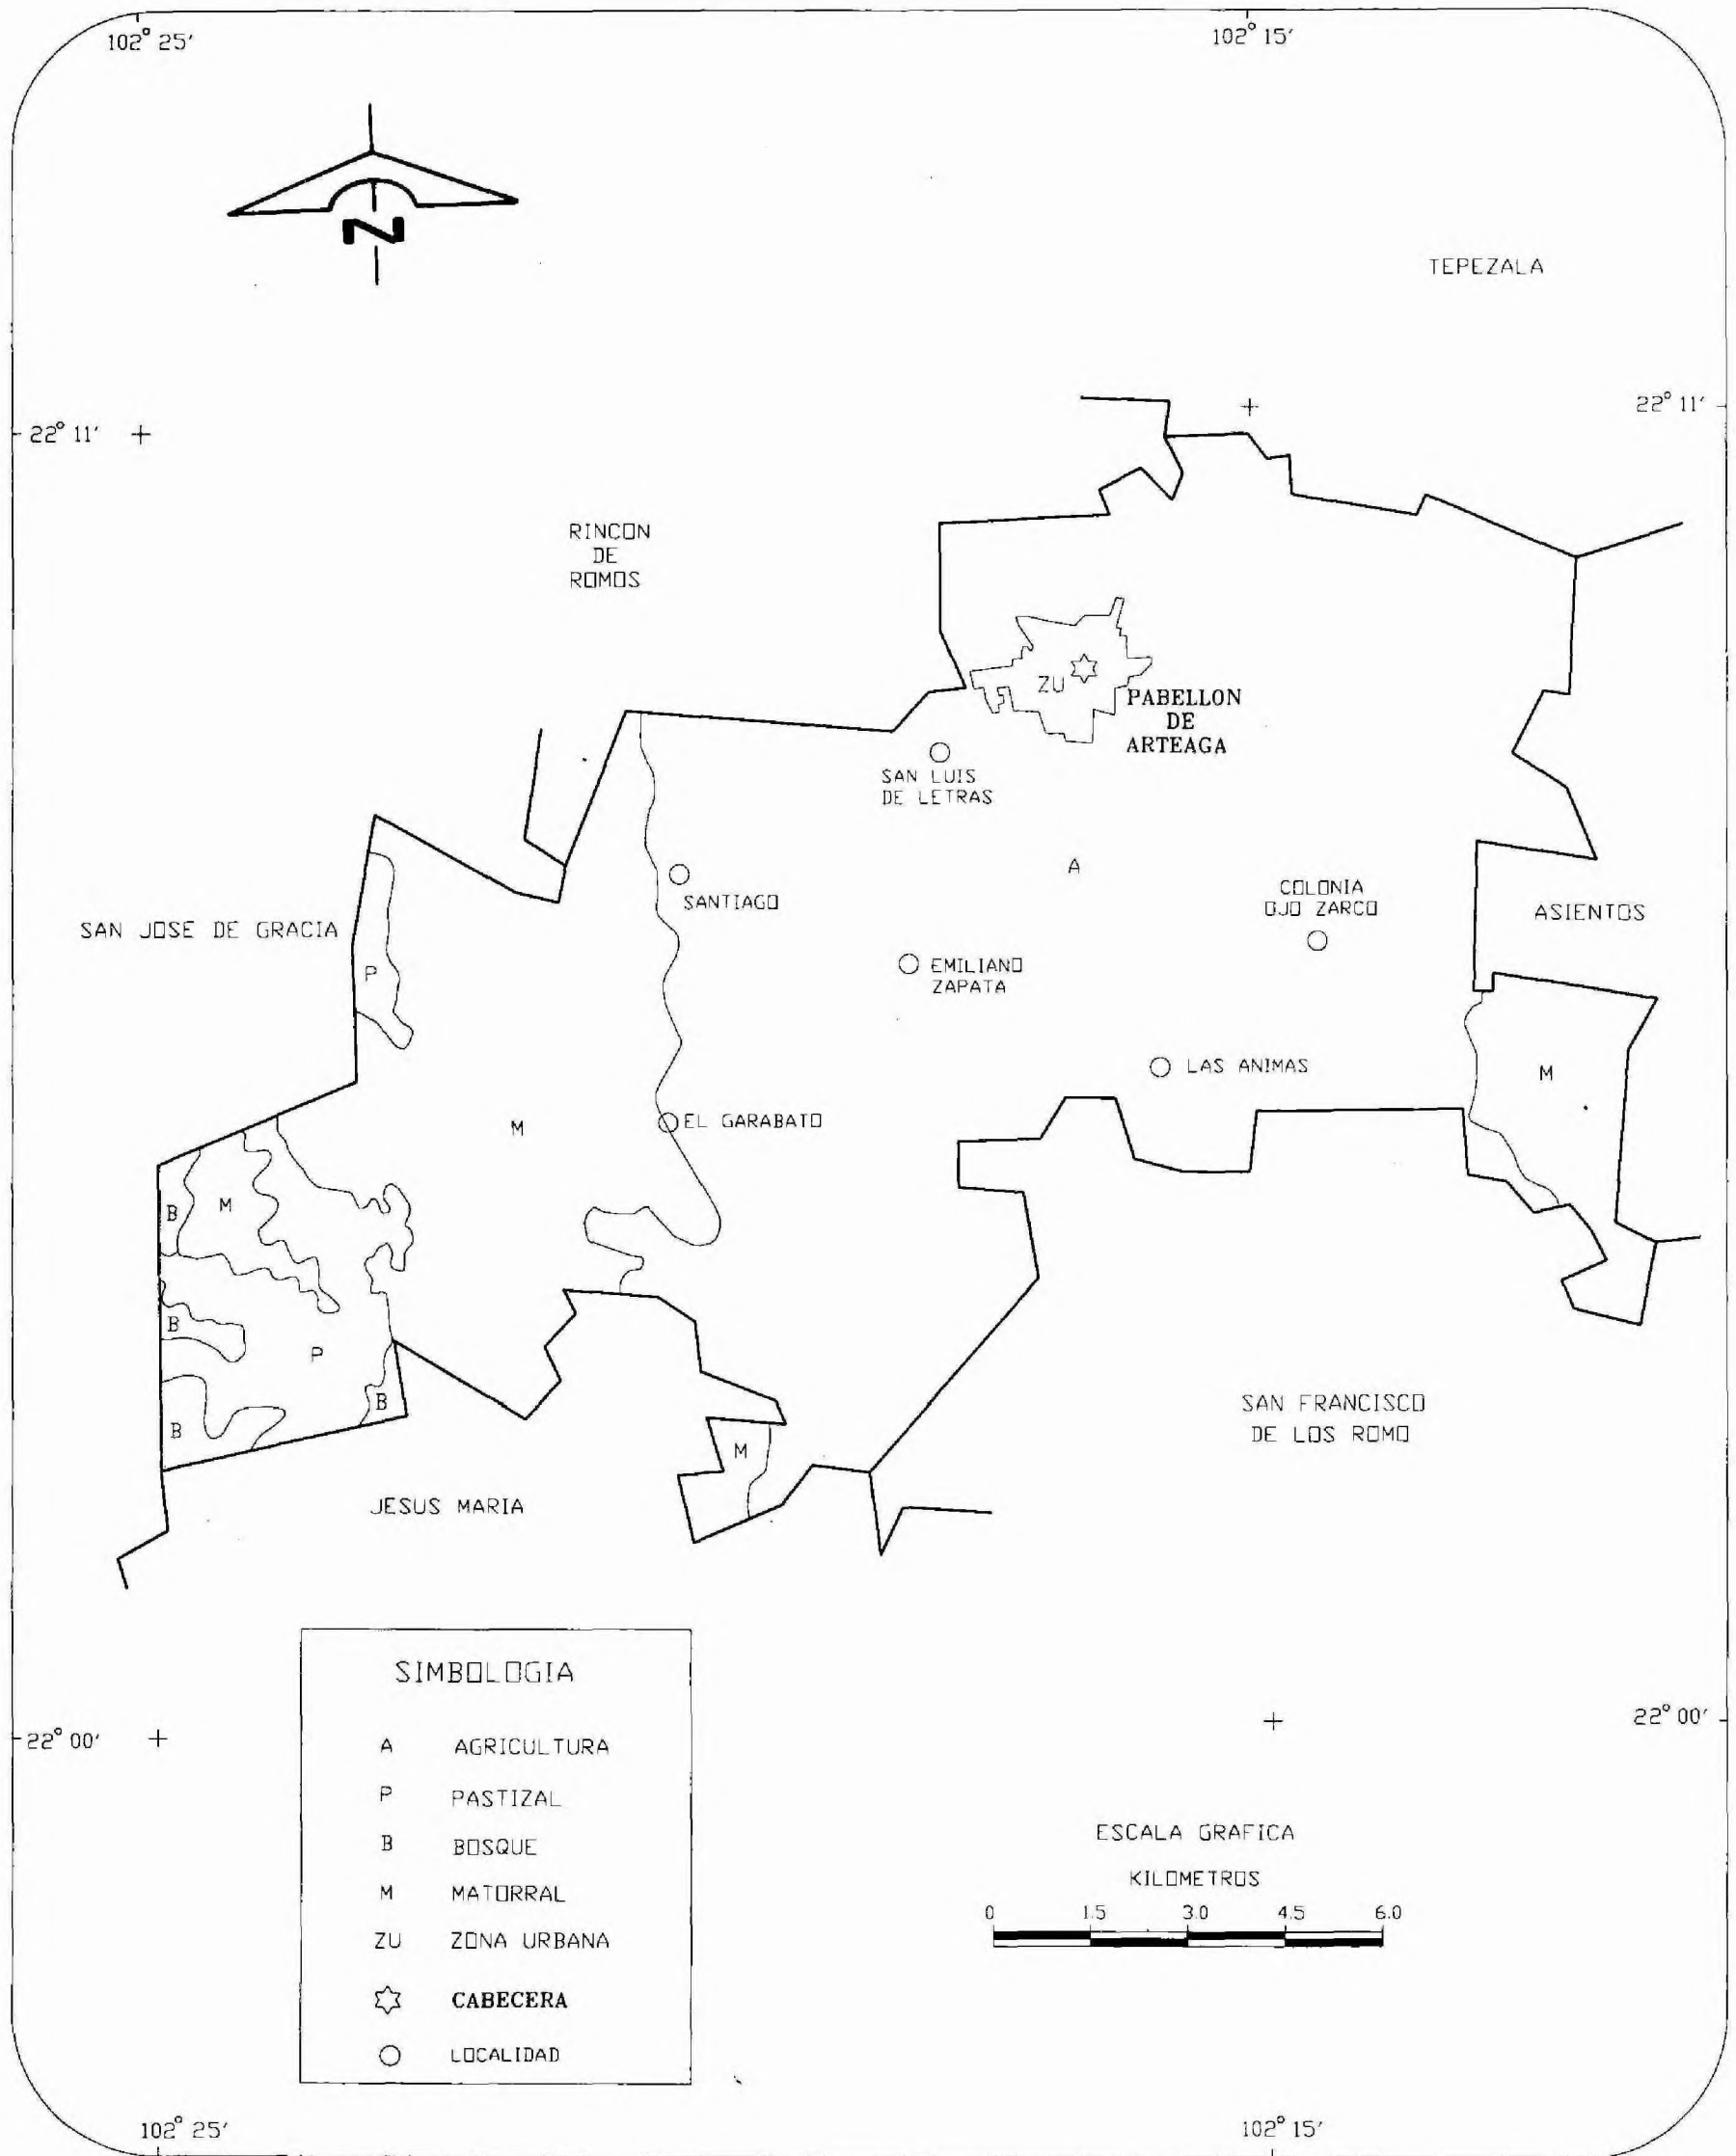 102° 25′
102° 15′
N
TEPEZALA
22° 11′
22° 11′
RINCON
DE
ROMOS
ZU
PABELLON
DE
ARTEAGA
SAN LUIS
DE LETRAS
A
SANTIAGO
COLONIA
OJO ZARCO
ASIENTOS
SAN JOSE DE GRACIA
P
EMILIANO
ZAPATA
LAS ANIMAS
M
M
EL GARABATO
B
M
B
P
B
B
SAN FRANCISCO
DE LOS ROMO
M
JESUS MARIA
SIMBOLOGIA
A AGRICULTURA
P PASTIZAL
B BOSQUE
M MATORRAL
ZU ZONA URBANA
CABECERA
LOCALIDAD
22° 00′
22° 00′
ESCALA GRAFICA
KILOMETROS
0 1.5 3.0 4.5 6.0
102° 25′
102° 15′